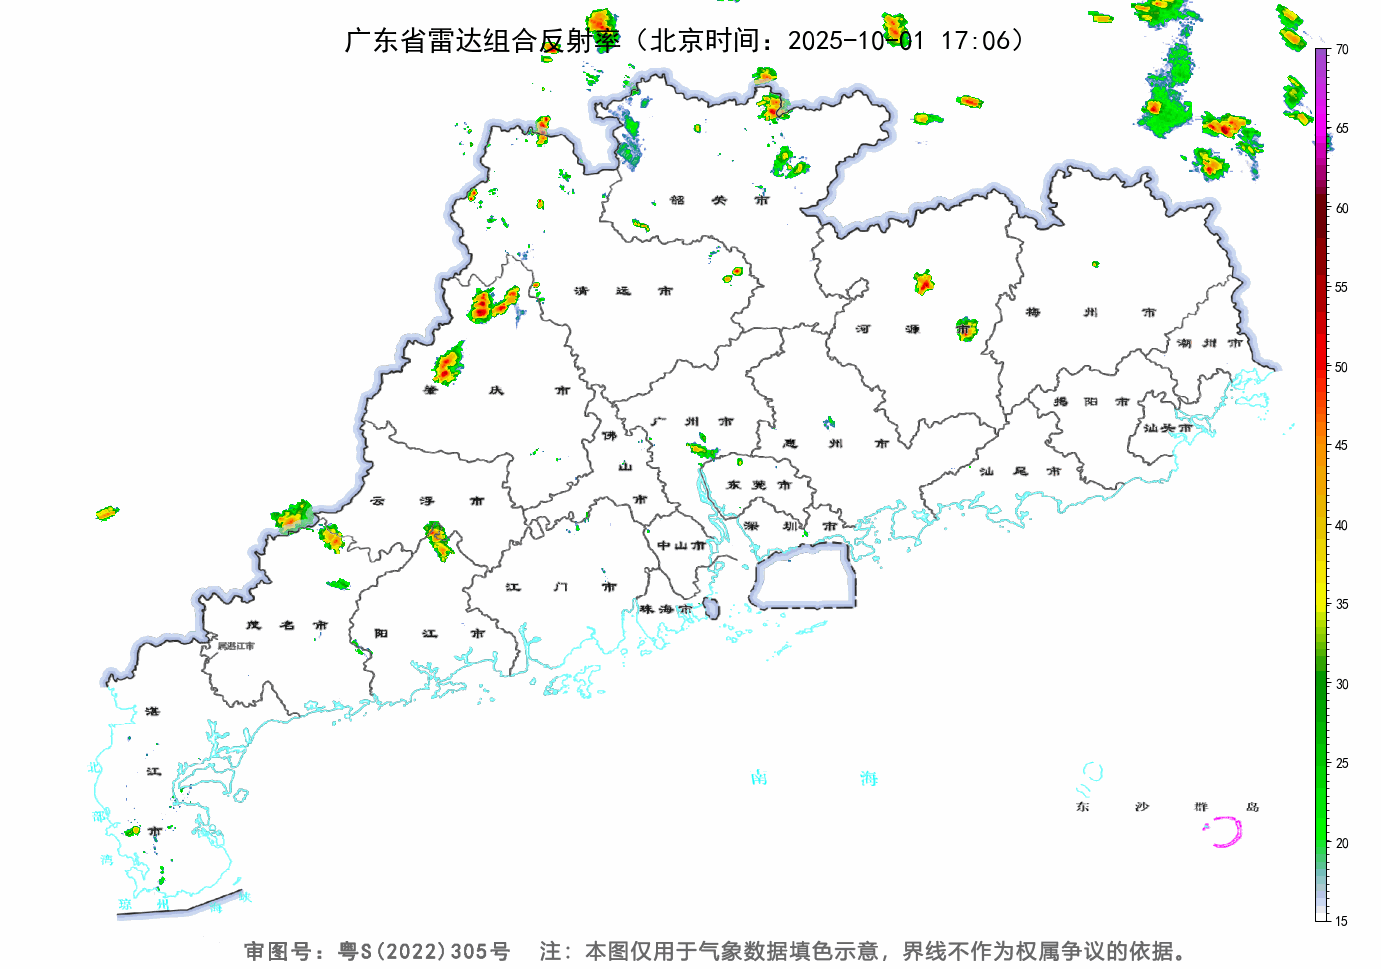 广东省雷达组合反射率（北京时间：2025-10-01 17:06）
70
65
60
55
50
45
40
35
30
25
20
15
韶关市
清远市
河源市
梅州市
潮州市
肇庆市
广州市
惠州市
揭阳市
汕头市
汕尾市
佛山市
东莞市
云浮市
深圳市
中山市
江门市
珠海市
茂名市
阳江市
属湛江市
湛江市
北部湾
南海
东沙群岛
琼州海峡
审图号：粤S(2022)305号 注：本图仅用于气象数据填色示意，界线不作为权属争议的依据。